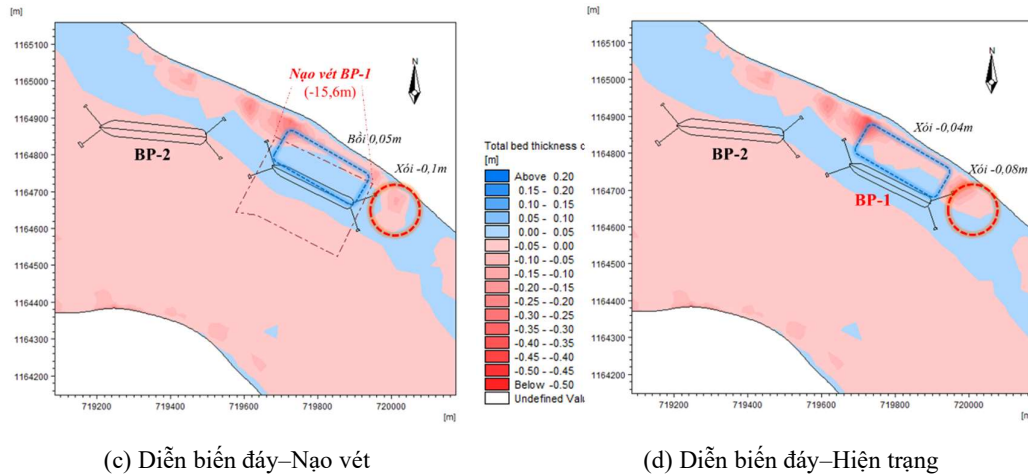 [m]
1165100
1165000
1164900
1164800
1164700
1164600
1164500
1164400
1164300
1164200
719200
719400
719600
719800
720000
[m]
N
Nạo vét BP-1
(-15,6m)
Bồi 0,05m
Xói -0,1m
BP-2
Total bed thickness c
[m]
Above 0.20
0.15 - 0.20
0.10 - 0.15
0.05 - 0.10
0.00 - 0.05
-0.05 - 0.00
-0.10 - -0.05
-0.15 - -0.10
-0.20 - -0.15
-0.25 - -0.20
-0.30 - -0.25
-0.35 - -0.30
-0.40 - -0.35
-0.45 - -0.40
-0.50 - -0.45
Below -0.50
Undefined Valu
[m]
1165100
1165000
1164900
1164800
1164700
1164600
1164500
1164400
1164300
1164200
719200
719400
719600
719800
720000
[m]
N
Xói -0,04m
Xói -0,08m
BP-2
BP-1
(c) Diễn biến đáy–Nạo vét
(d) Diễn biến đáy–Hiện trạng